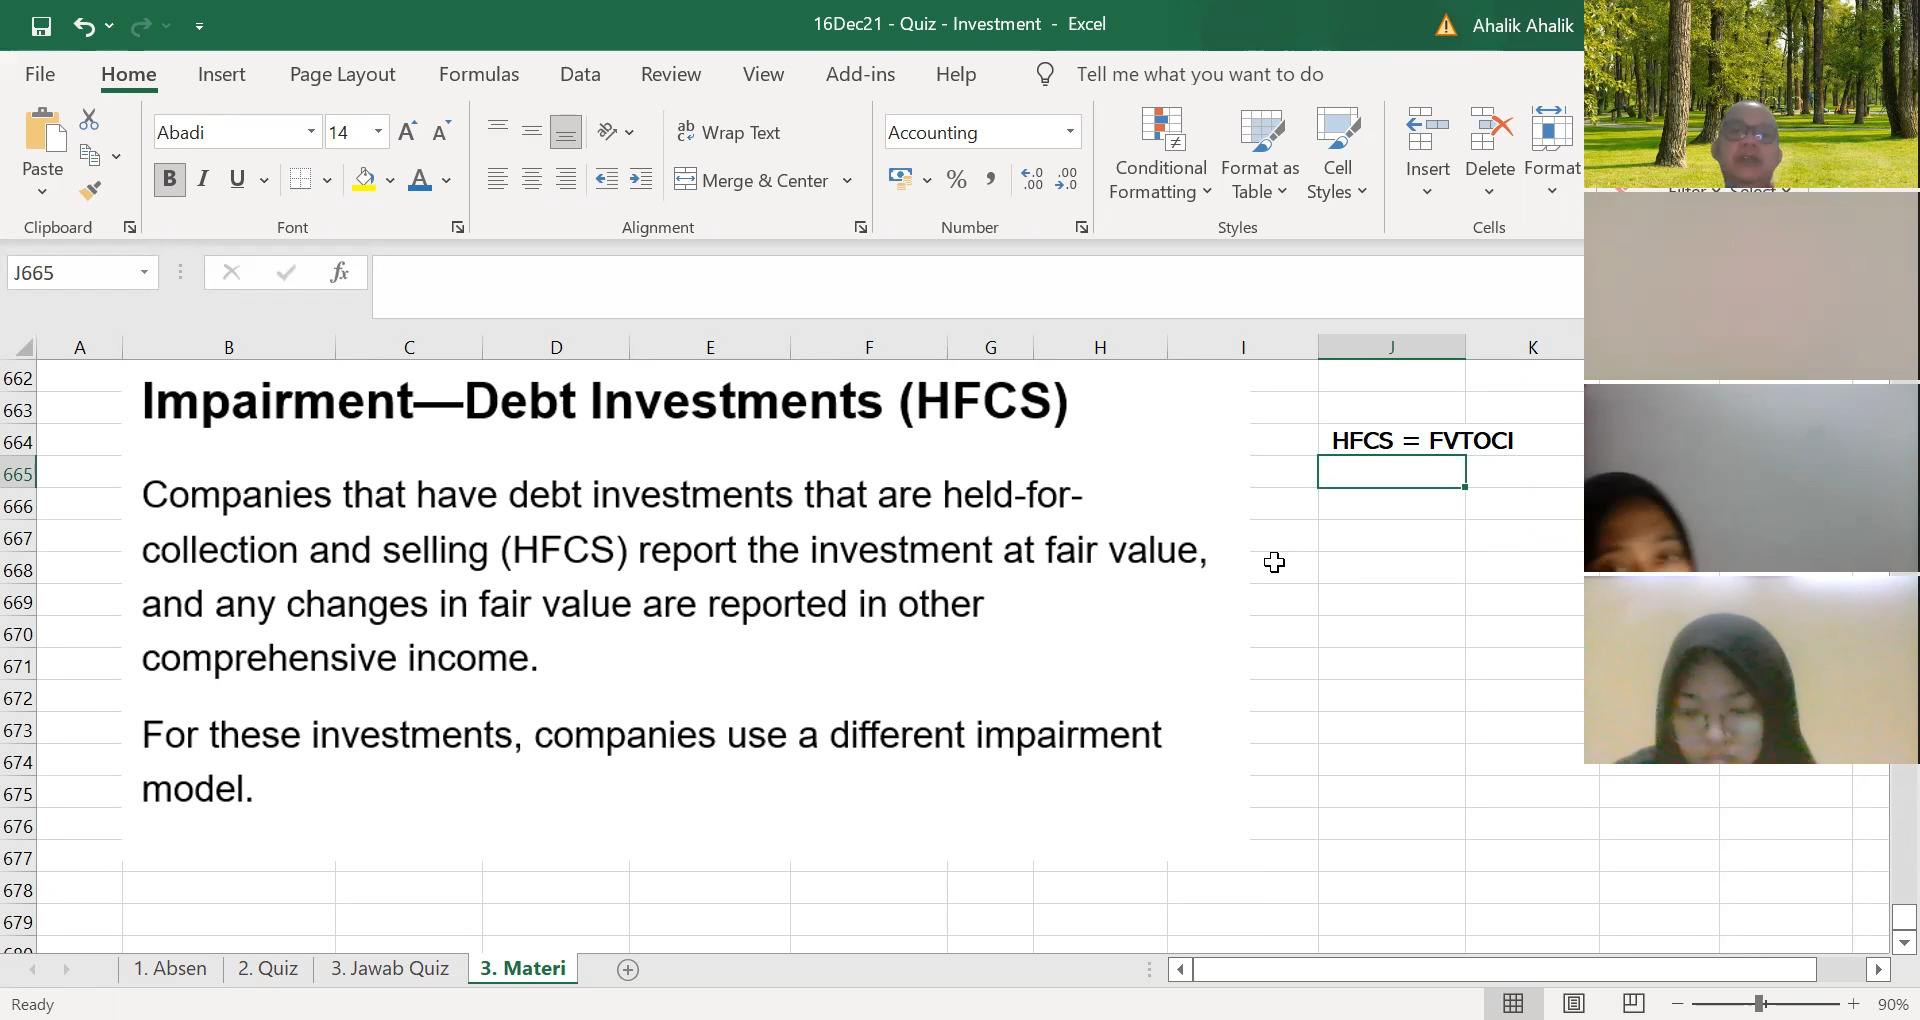 16Dec21 - Quiz - Investment - Excel
Ahalik Ahalik
File Home Insert Page Layout Formulas Data Review View Add-ins Help Tell me what you want to do
Paste
Clipboard
Abadi 14
B I U
Font
ab Wrap Text
Merge & Center
Alignment
Accounting
% , .00 .00
Number
Conditional Formatting
Format as Table
Cell Styles
Styles
Insert Delete Format
Cells
J665
fx
A B C D E F G H I J K
662
663
664
665
666
667
668
669
670
671
672
673
674
675
676
677
678
679
Impairment—Debt Investments (HFCS)
HFCS = FVTOCI
Companies that have debt investments that are held-for-
collection and selling (HFCS) report the investment at fair value,
and any changes in fair value are reported in other
comprehensive income.
For these investments, companies use a different impairment
model.
1. Absen 2. Quiz 3. Jawab Quiz 3. Materi
Ready
90%